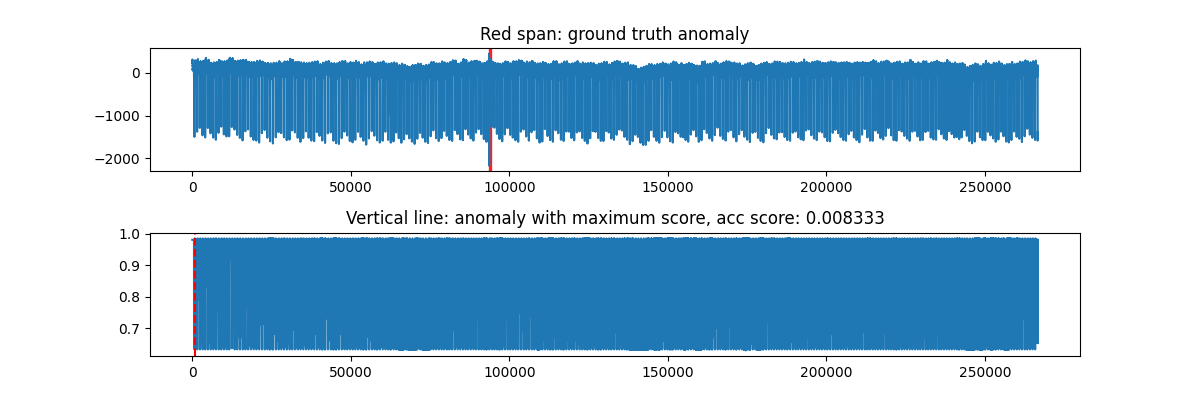 Red span: ground truth anomaly
0
−1000
−2000
0 50000 100000 150000 200000 250000
Vertical line: anomaly with maximum score, acc score: 0.008333
1.0
0.9
0.8
0.7
0 50000 100000 150000 200000 250000